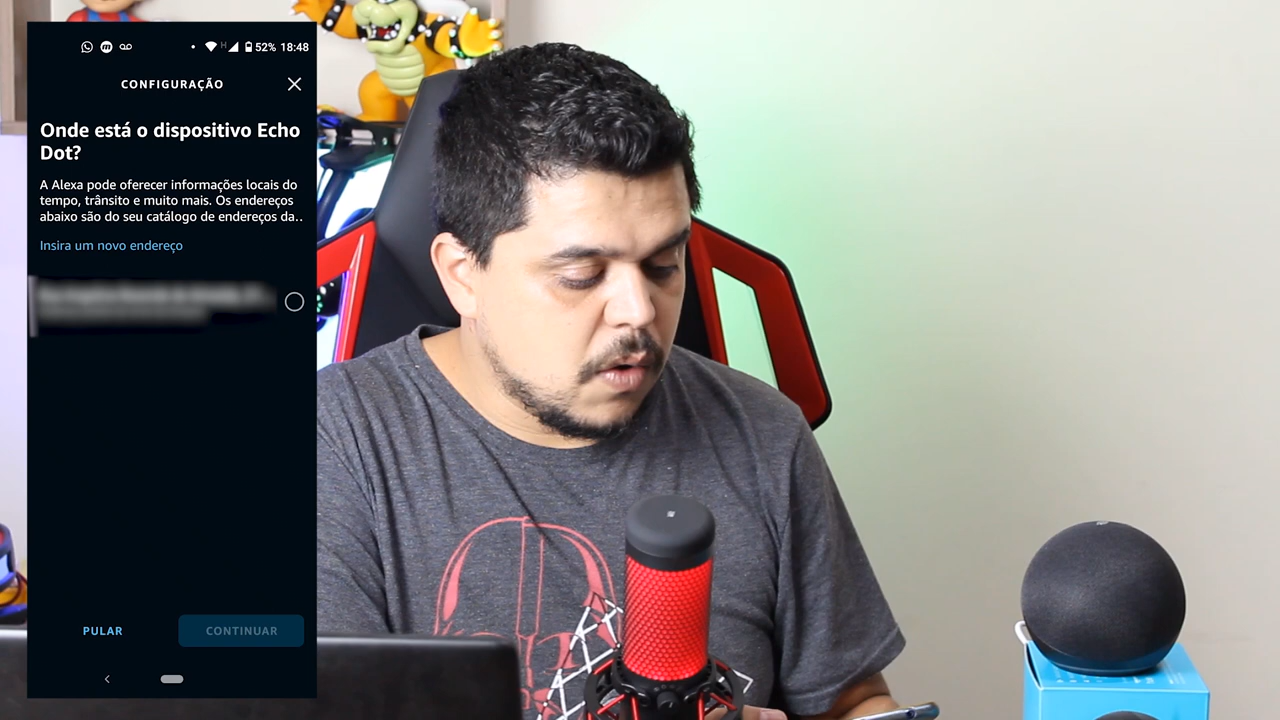 52% 18:48
CONFIGURAÇÃO
Onde está o dispositivo Echo
Dot?
A Alexa pode oferecer informações locais do
tempo, trânsito e muito mais. Os endereços
abaixo são do seu catálogo de endereços da..
Insira um novo endereço
PULAR
CONTINUAR